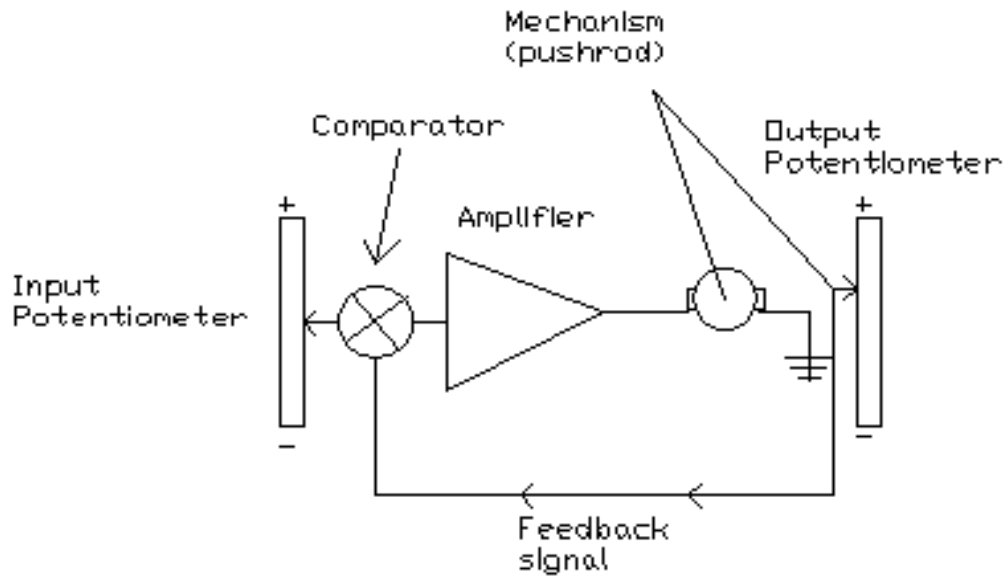 Mechanism
(pushrod)
Comparator
Output
Potentiometer
+
+
Amplifier
Input
Potentiometer
-
-
Feedback
signal